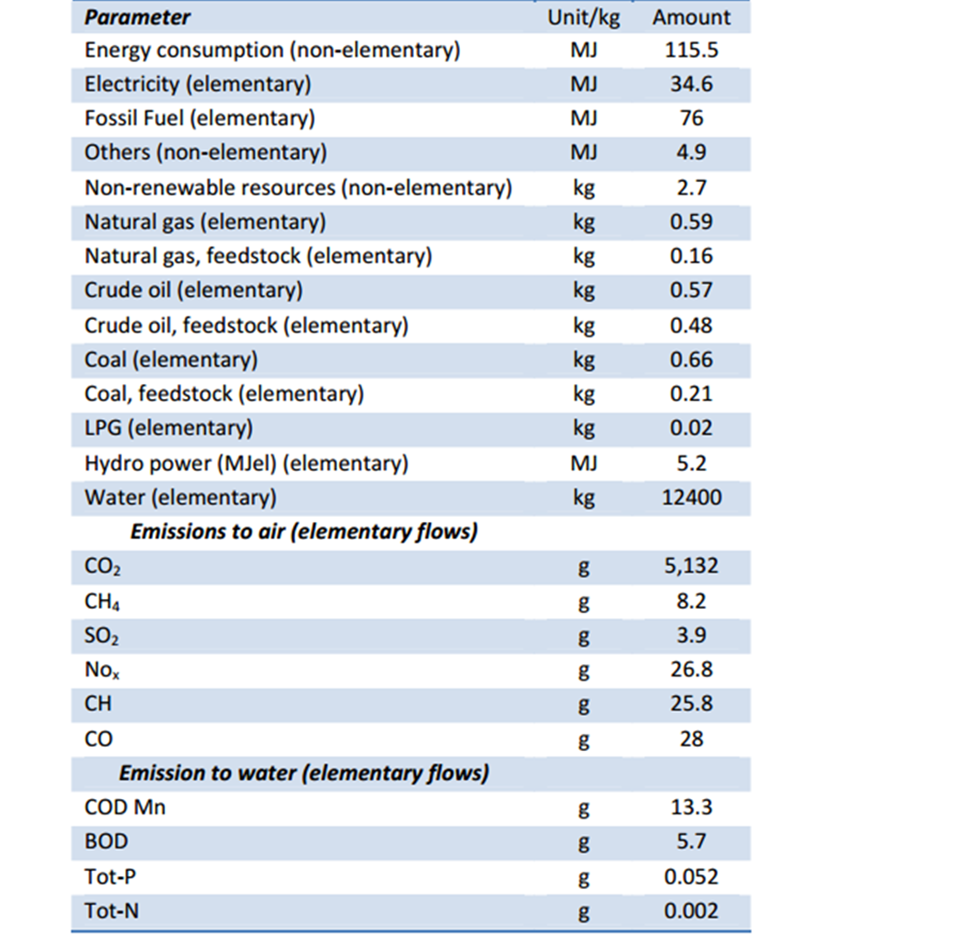 Parameter Unit/kg Amount
Energy consumption (non-elementary) MJ 115.5
Electricity (elementary) MJ 34.6
Fossil Fuel (elementary) MJ 76
Others (non-elementary) MJ 4.9
Non-renewable resources (non-elementary) kg 2.7
Natural gas (elementary) kg 0.59
Natural gas, feedstock (elementary) kg 0.16
Crude oil (elementary) kg 0.57
Crude oil, feedstock (elementary) kg 0.48
Coal (elementary) kg 0.66
Coal, feedstock (elementary) kg 0.21
LPG (elementary) kg 0.02
Hydro power (MJel) (elementary) MJ 5.2
Water (elementary) kg 12400
Emissions to air (elementary flows)
CO₂ g 5,132
CH₄ g 8.2
SO₂ g 3.9
Noₓ g 26.8
CH g 25.8
CO g 28
Emission to water (elementary flows)
COD Mn g 13.3
BOD g 5.7
Tot-P g 0.052
Tot-N g 0.002